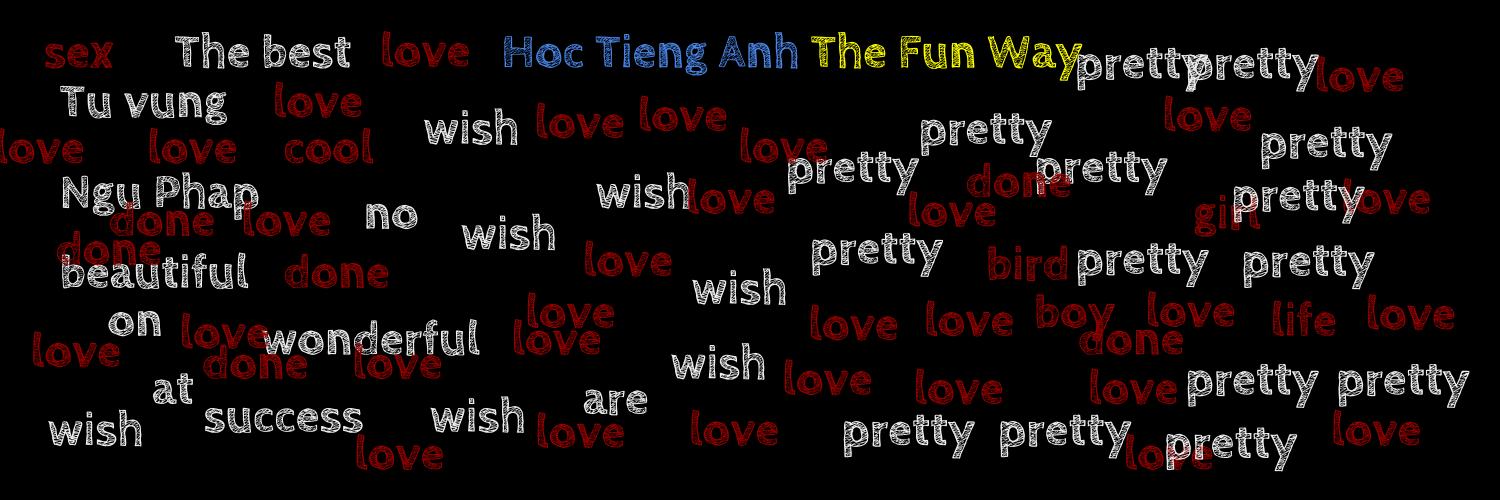 sex The best love Hoc Tieng Anh The Fun Way pretty pretty love
Tu vung love wish love love love pretty love pretty
love love cool pretty done pretty
Ngu Phap wish love love girl pretty love
done love no wish
done beautiful done love wish pretty bird pretty pretty
on love wonderful love love love love boy love life love
love done love wish done
at success are love love love pretty pretty
wish wish love love pretty pretty pretty love
love love